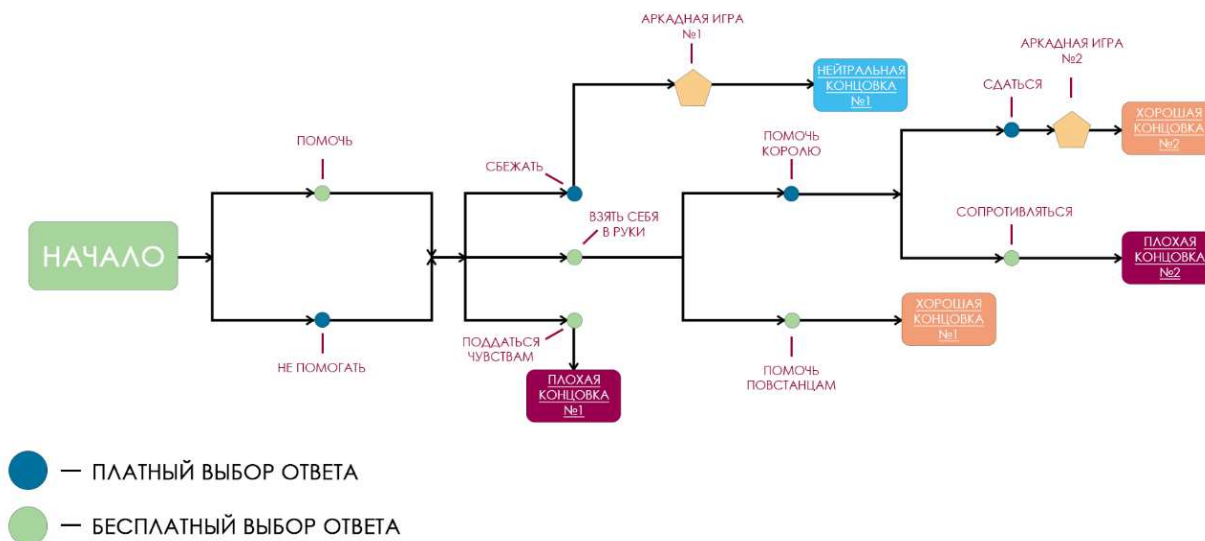 АРКАДНАЯ ИГРА
№1
АРКАДНАЯ ИГРА
№2
НЕЙТРАЛЬНАЯ
КОНЦОВКА
№1
СДАТЬСЯ
ХОРОШАЯ
КОНЦОВКА
№2
ПОМОЧЬ
СБЕЖАТЬ
ПОМОЧЬ
КОРОЛЮ
НАЧАЛО
ВЗЯТЬ СЕБЯ
В РУКИ
СОПРОТИВЛЯТЬСЯ
ПЛОХАЯ
КОНЦОВКА
№2
НЕ ПОМОГАТЬ
ПОДДАТЬСЯ
ЧУВСТВАМ
ХОРОШАЯ
КОНЦОВКА
№1
ПЛОХАЯ
КОНЦОВКА
№1
ПОМОЧЬ
ПОВСТАНЦАМ
— ПЛАТНЫЙ ВЫБОР ОТВЕТА
— БЕСПЛАТНЫЙ ВЫБОР ОТВЕТА